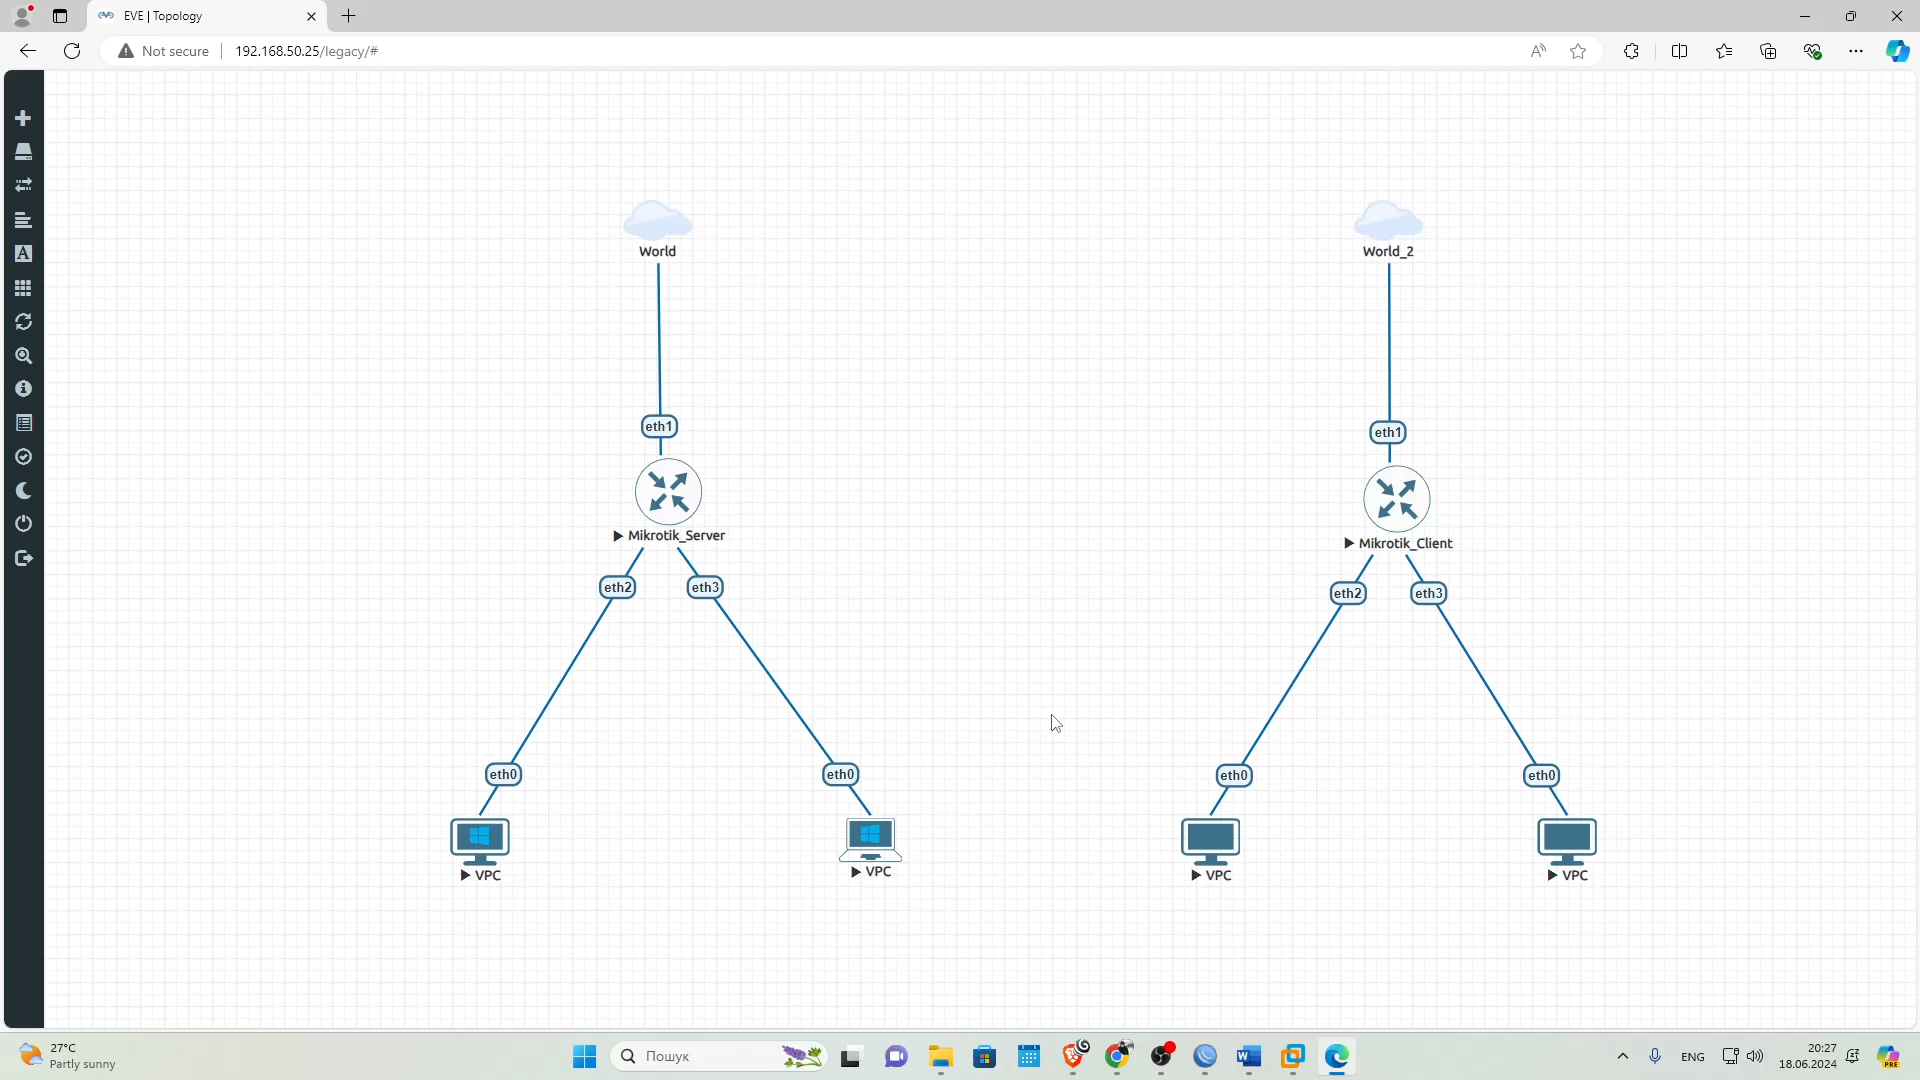 EVE | Topology
Not secure
192.168.50.25/legacy/#
World
World_2
eth1
eth1
Mikrotik_Server
Mikrotik_Client
eth2
eth3
eth2
eth3
eth0
eth0
eth0
eth0
VPC
VPC
VPC
VPC
27°C
Partly sunny
Пошук
ENG
20:27
18.06.2024
PRE